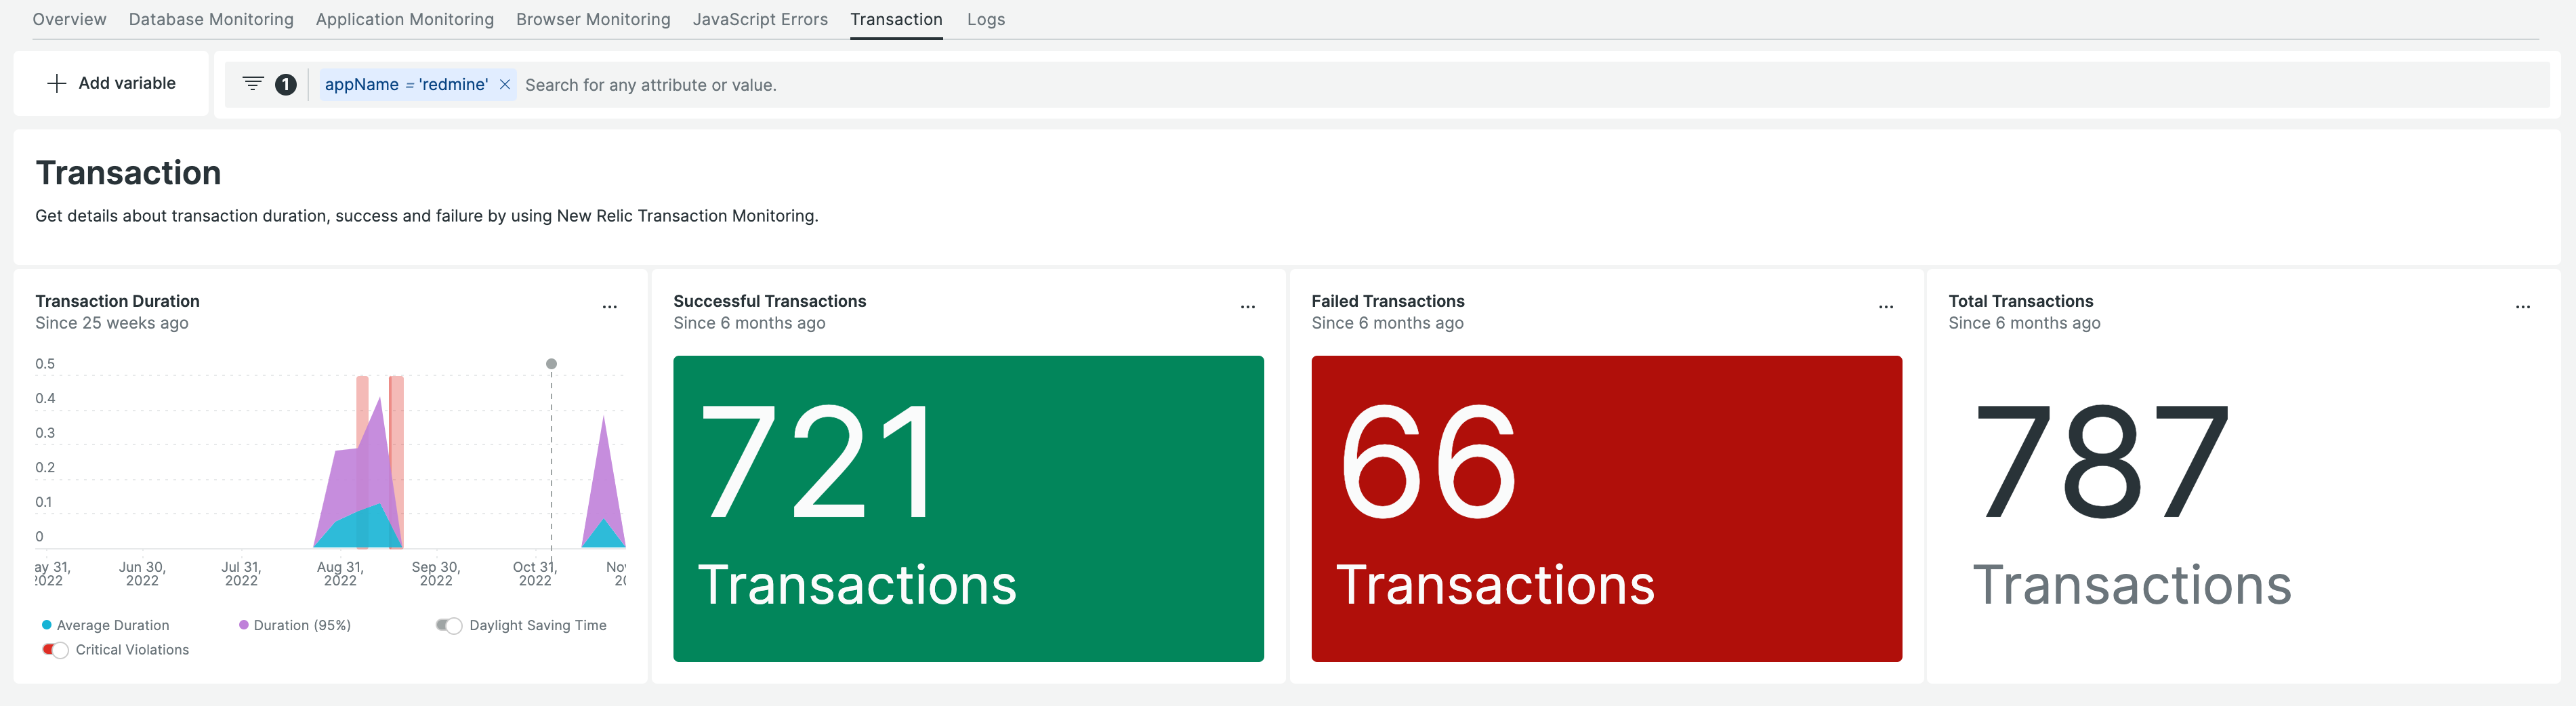 Overview Database Monitoring Application Monitoring Browser Monitoring JavaScript Errors Transaction Logs
Add variable
1 appName = 'redmine' Search for any attribute or value.
Transaction
Get details about transaction duration, success and failure by using New Relic Transaction Monitoring.
Transaction Duration
Since 25 weeks ago
0.5
0.4
0.3
0.2
0.1
0
ay 31, 2022
Jun 30, 2022
Jul 31, 2022
Aug 31, 2022
Sep 30, 2022
Oct 31, 2022
Average Duration
Duration (95%)
Daylight Saving Time
Critical Violations
Successful Transactions
Since 6 months ago
721
Transactions
Failed Transactions
Since 6 months ago
66
Transactions
Total Transactions
Since 6 months ago
787
Transactions